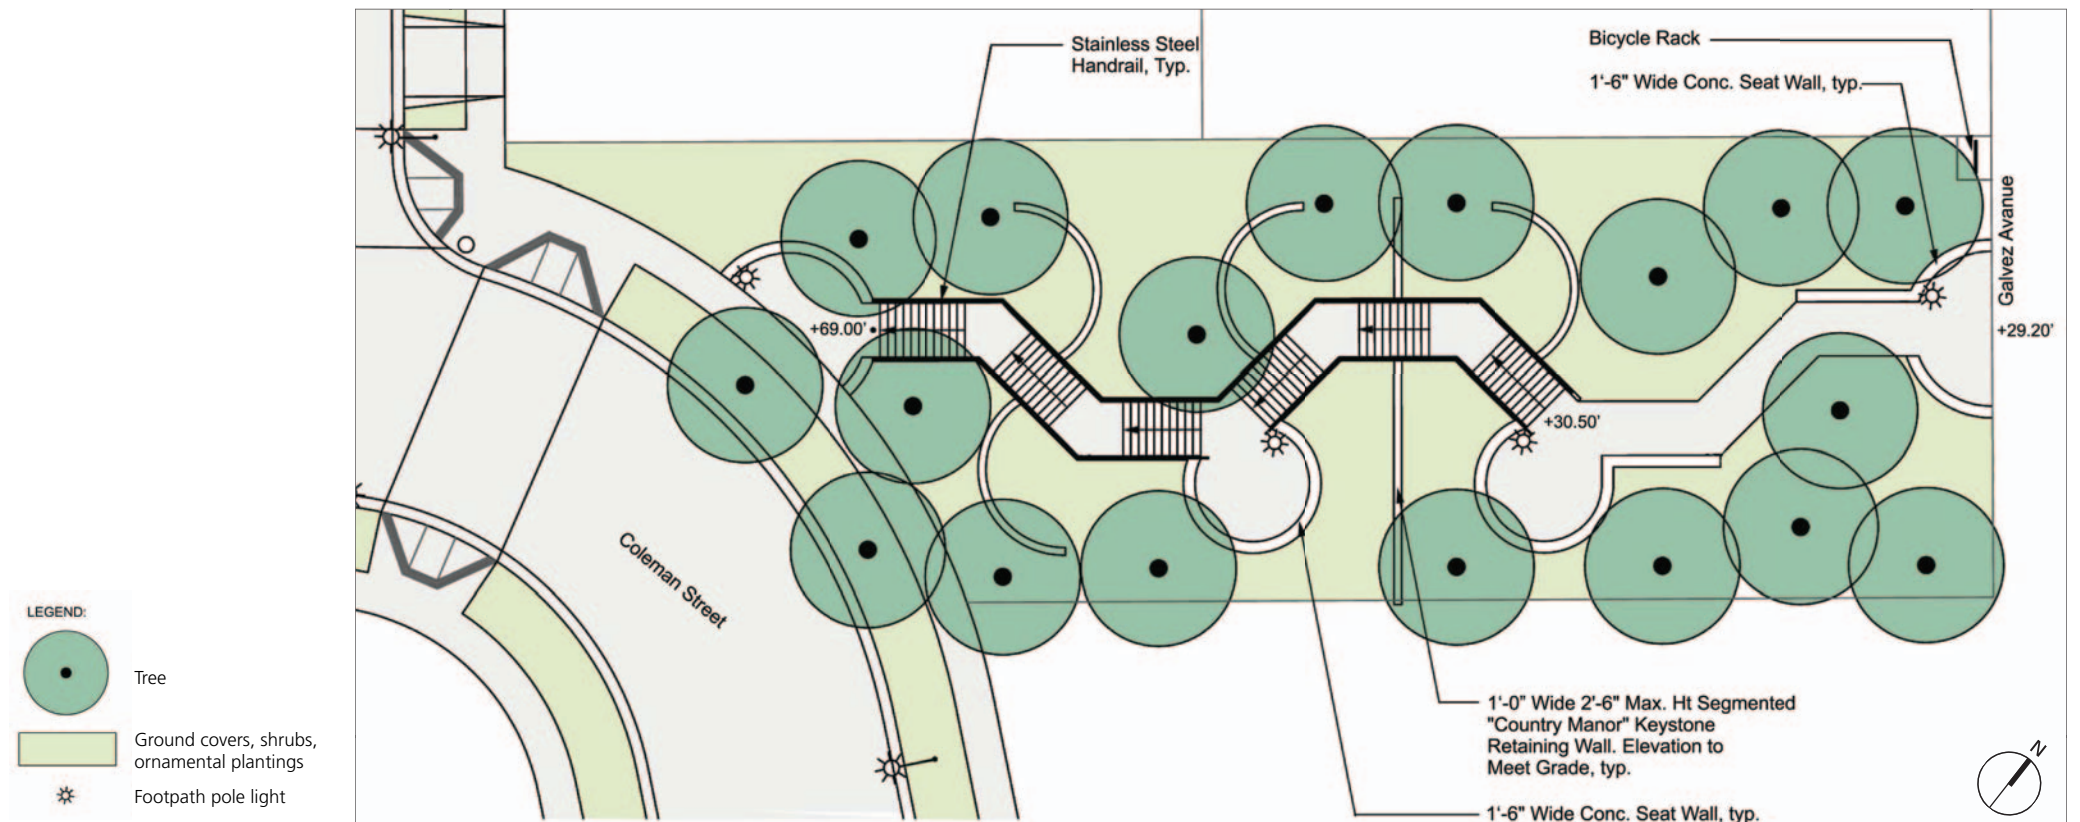 Stainless Steel
Handrail, Typ.
Bicycle Rack
1'-6" Wide Conc. Seat Wall, typ.
Galvez Avanue
+69.00'
+29.20'
+30.50'
Coleman Street
LEGEND:
Tree
Ground covers, shrubs,
ornamental plantings
Footpath pole light
1'-0" Wide 2'-6" Max. Ht Segmented
"Country Manor" Keystone
Retaining Wall. Elevation to
Meet Grade, typ.
1'-6" Wide Conc. Seat Wall, typ.
N